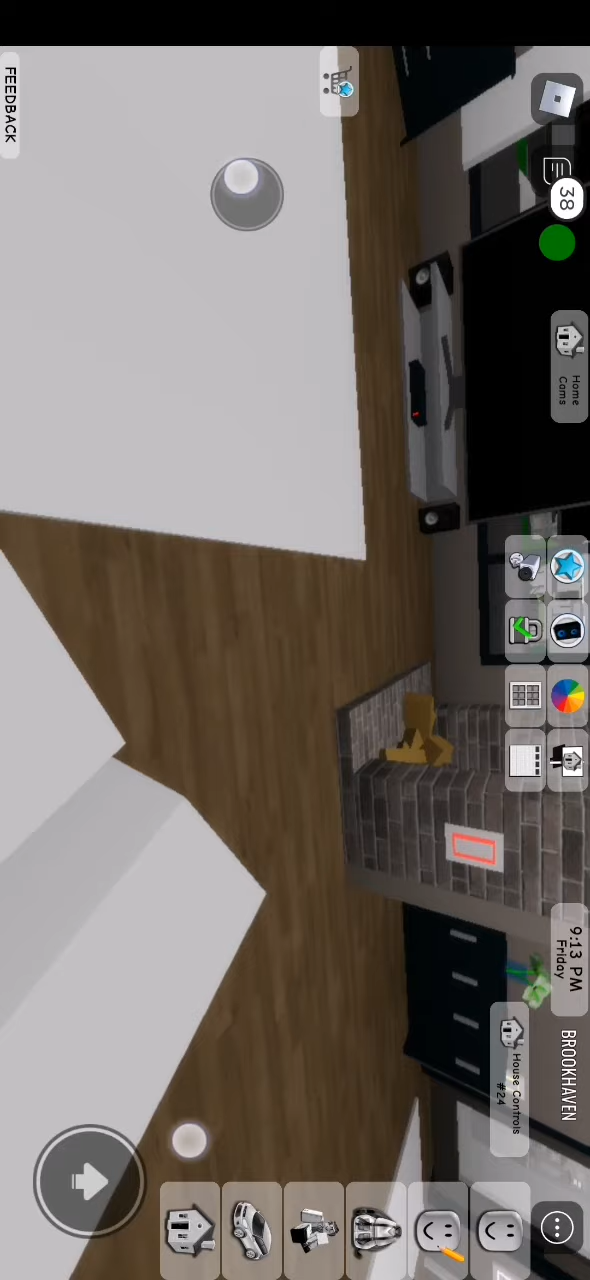 38
Home
Cams
9:13 PM
Friday
BROOKHAVEN
House Controls
#24
FEEDBACK